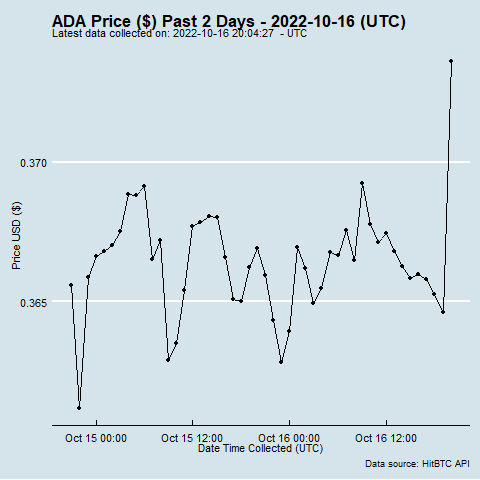 ADA Price ($) Past 2 Days - 2022-10-16 (UTC)
Latest data collected on: 2022-10-16 20:04:27 - UTC
0.370
0.365
Price USD ($)
Oct 15 00:00 Oct 15 12:00 Oct 16 00:00 Oct 16 12:00
Date Time Collected (UTC)
Data source: HitBTC API